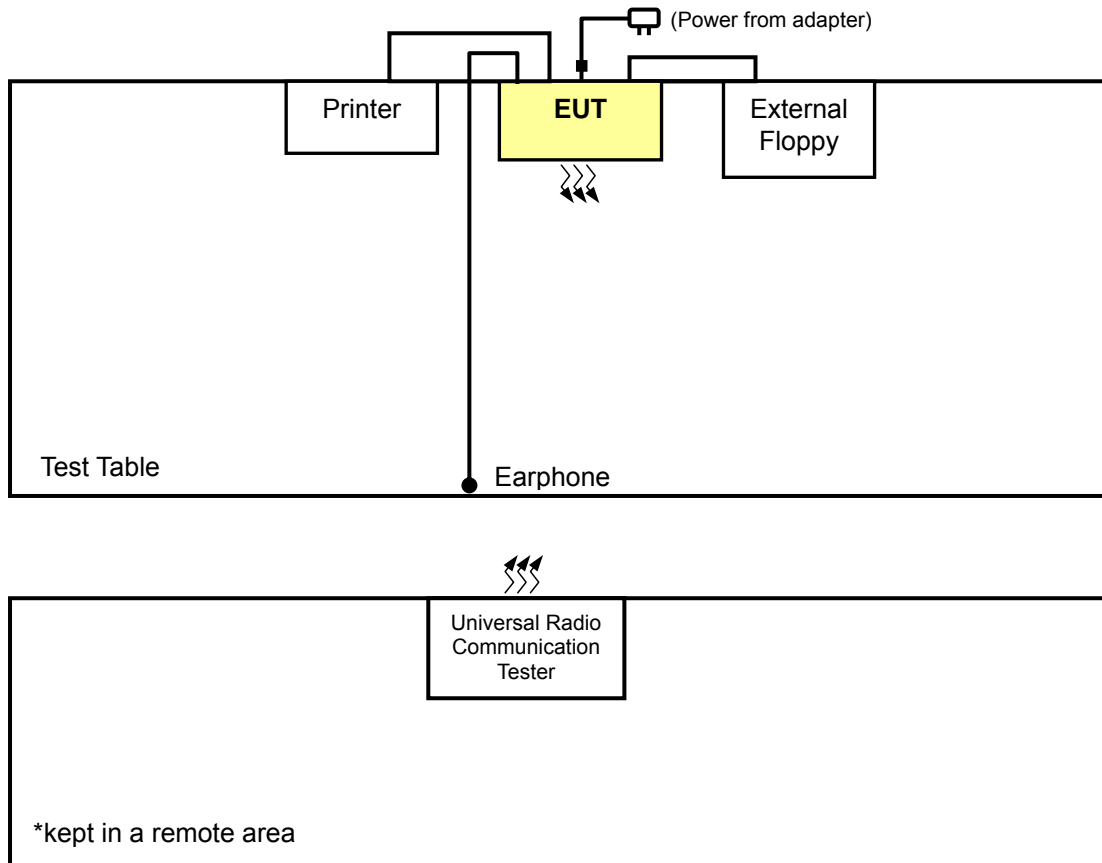 (Power from adapter)
Printer
EUT
External
Floppy
Test Table
Earphone
Universal Radio
Communication
Tester
*kept in a remote area